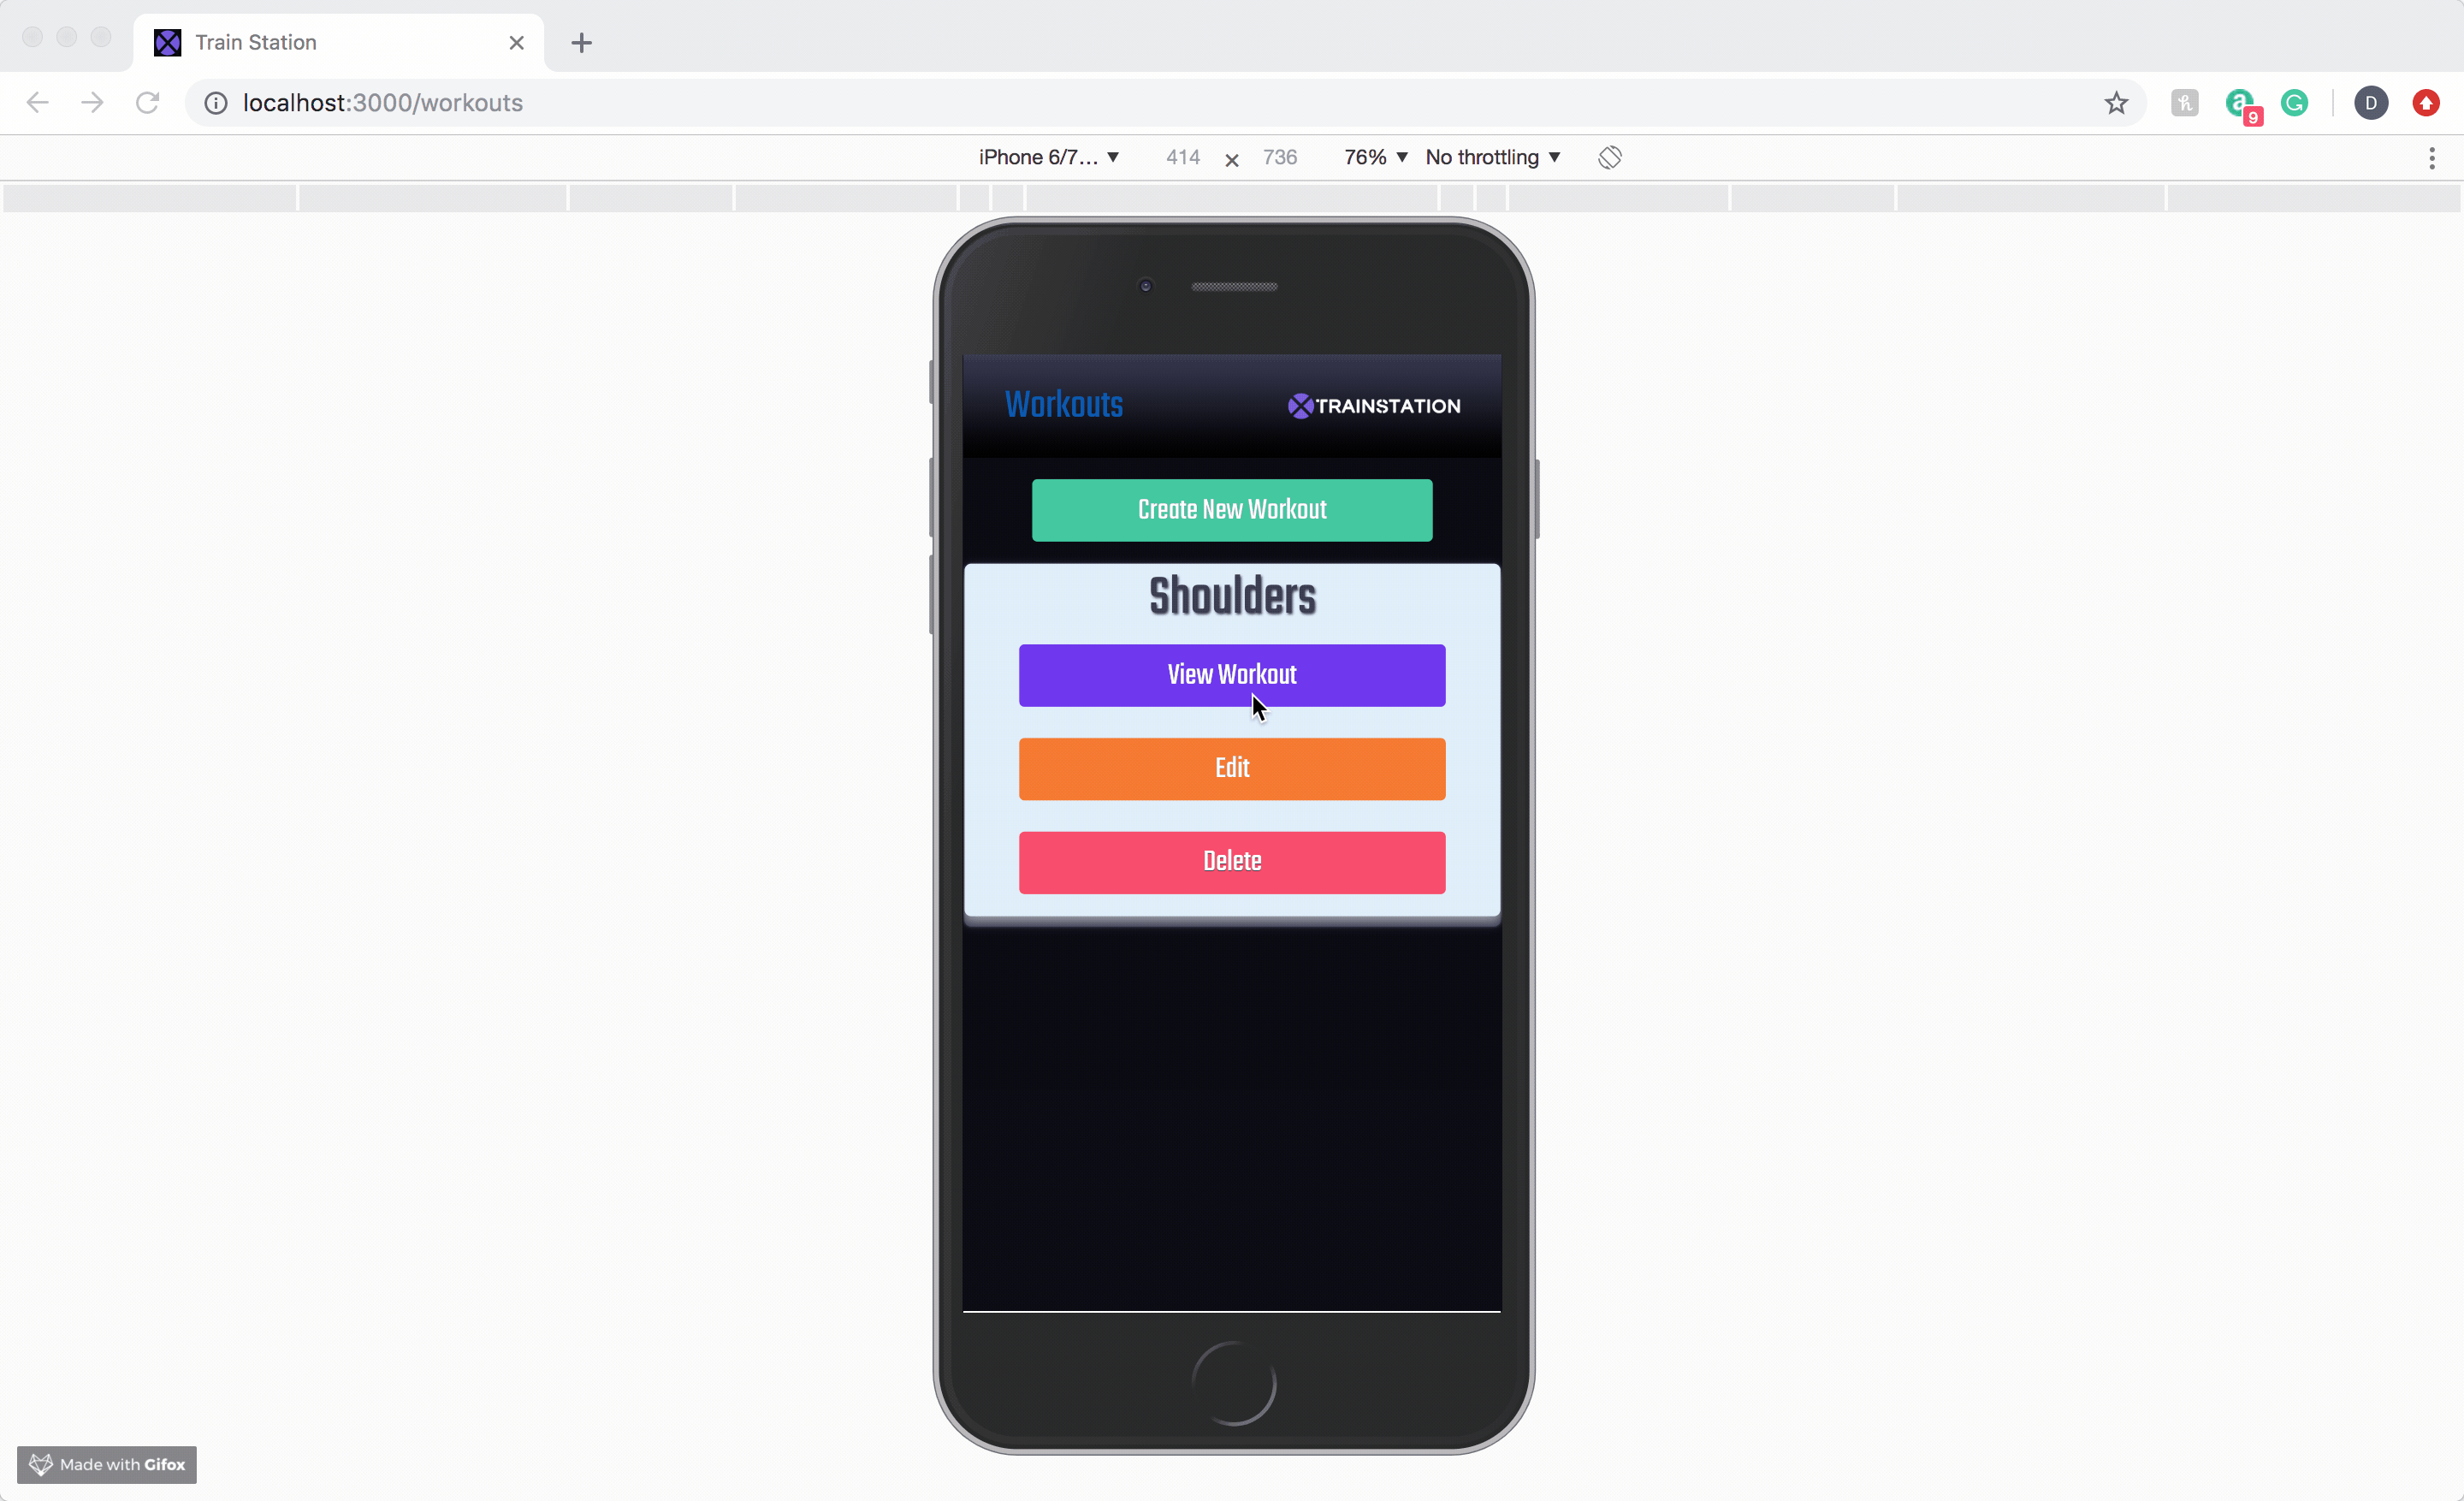 Train Station
localhost:3000/workouts
9
D
iPhone 6/7... 414 x 736 76% No throttling
Workouts
TRAINSTATION
Create New Workout
Shoulders
View Workout
Edit
Delete
Made with Gifox